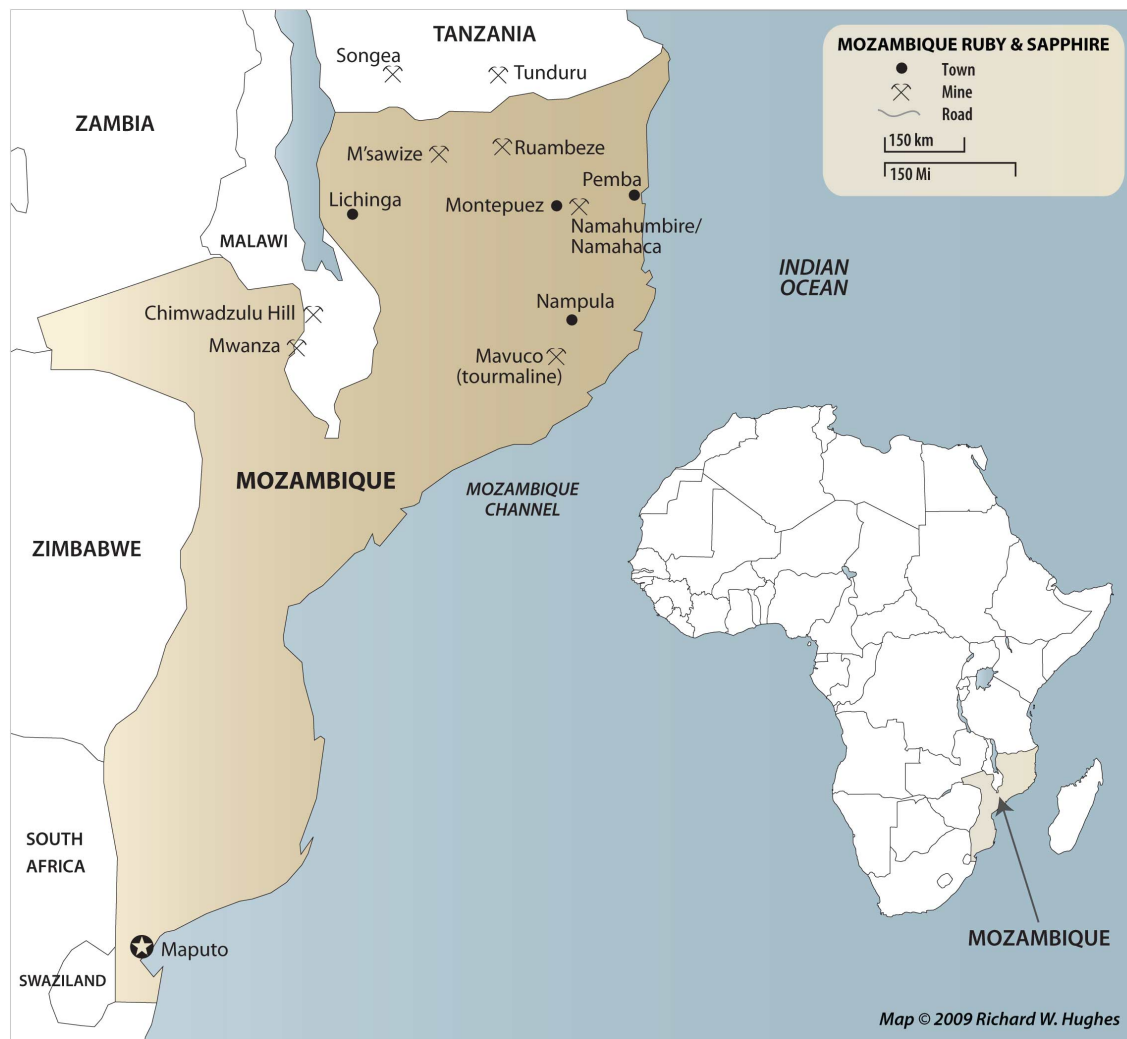 TANZANIA
Songea
Tunduru
ZAMBIA
M'sawize
Ruambeze
Pemba
Lichinga
Montepuez
Namahumbire/
Namahaca
MALAWI
Chimwadzulu Hill
Nampula
Mwanza
Mavuco
(tourmaline)
MOZAMBIQUE
MOZAMBIQUE
CHANNEL
ZIMBABWE
SOUTH
AFRICA
Maputo
SWAZILAND
INDIAN
OCEAN
MOZAMBIQUE RUBY & SAPPHIRE
Town
Mine
Road
150 km
150 Mi
MOZAMBIQUE
Map © 2009 Richard W. Hughes